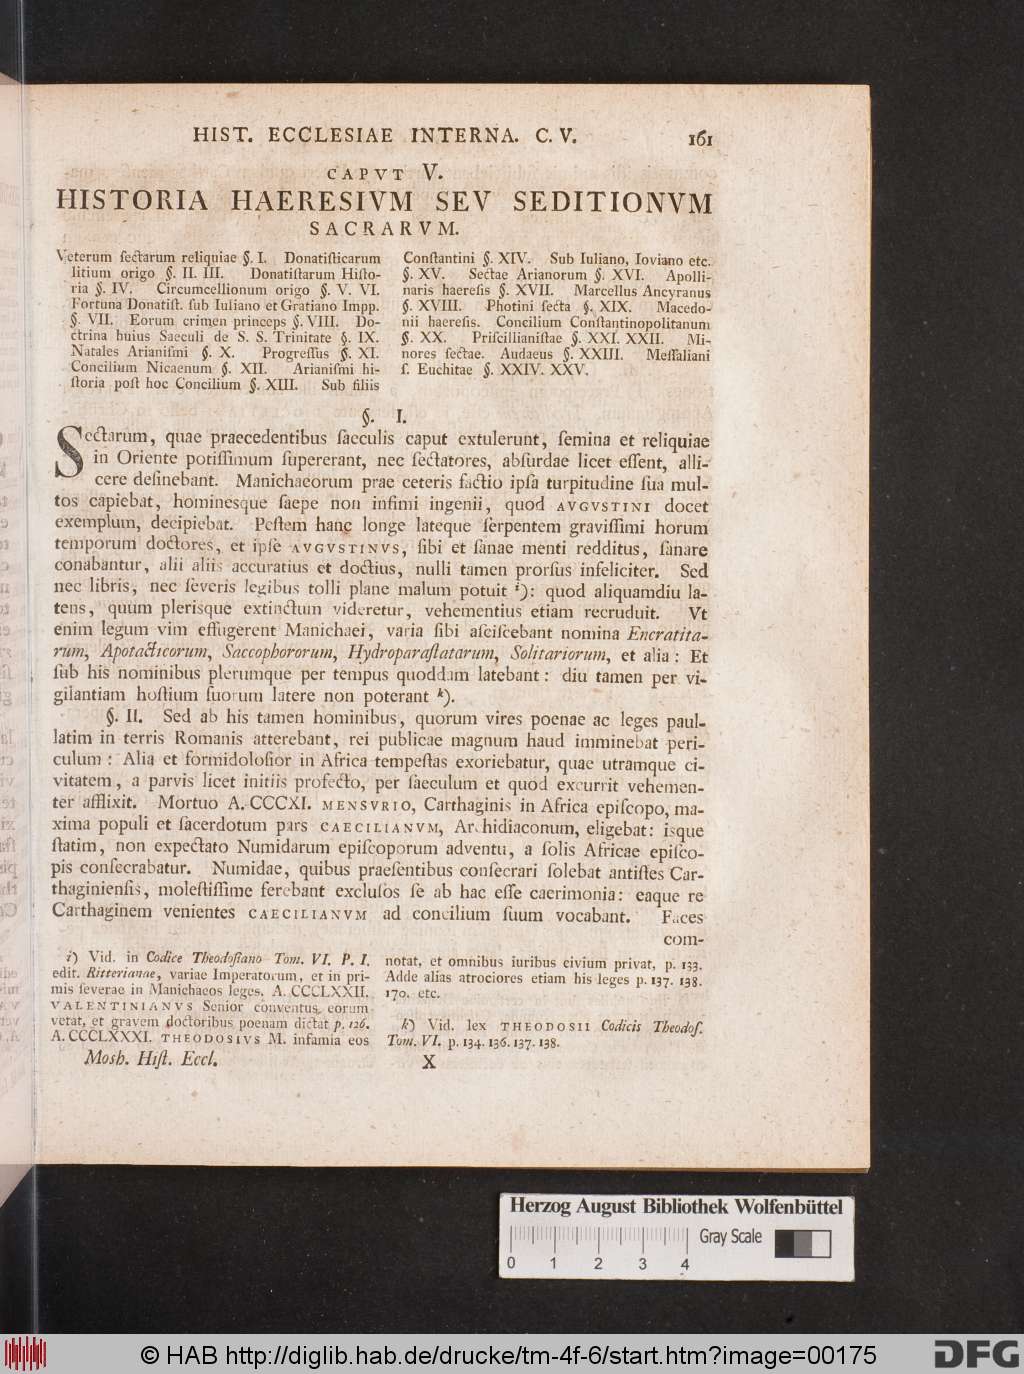 HIST. ECCLESIAE INTERNA. C. V. 161
CAPVT V.
HISTORIA HAERESIVM SEV SEDITIONVM
SACRARVM.
Veterum ſectarum reliquiae §. I. Donatiſticarum
litium origo §. II. III. Donatiſtarum Hiſto-
ria §. IV. Circumcellionum origo §. V. VI.
Fortuna Donatiſt. ſub Iuliano et Gratiano Impp.
§. VII. Eorum crimen princeps §. VIII. Do-
ctrina huius Saeculi de S. S. Trinitate §. IX.
Natales Arianiſmi §. X. Progreſſus §. XI.
Concilium Nicaenum §. XII. Arianiſmi hi-
ſtoria poſt hoc Concilium §. XIII. Sub filiis
Conſtantini §. XIV. Sub Iuliano, Ioviano etc.
§. XV. Sectae Arianorum §. XVI. Apolli-
naris haereſis §. XVII. Marcellus Ancyranus
§. XVIII. Photini ſecta §. XIX. Macedo-
nii haereſis. Concilium Conſtantinopolitanum
§. XX. Priſcillianiſtae §. XXI. XXII. Mi-
nores ſectae. Audaeus §. XXIII. Meſſaliani
ſ. Euchitae §. XXIV. XXV.
§. I.
Sectarum, quae praecedentibus ſaeculis caput extulerunt, ſemina et reliquiae
in Oriente potiſſimum ſupererant, nec ſectatores, abſurdae licet eſſent, alli-
cere deſinebant. Manichaeorum prae ceteris factio ipſa turpitudine ſua mul-
tos capiebat, hominesque ſaepe non infimi ingenii, quod AVGVSTINI docet
exemplum, decipiebat. Peſtem hanc longe lateque ſerpentem graviſſimi horum
temporum doctores, et ipſe AVGVSTINVS, ſibi et ſanae menti redditus, ſanare
conabantur, alii aliis accuratius et doctius, nulli tamen prorſus infeliciter. Sed
nec libris, nec ſeveris legibus tolli plane malum potuit i): quod aliquamdiu la-
tens, quum plerisque extinctum videretur, vehementius etiam recruduit. Vt
enim legum vim effugerent Manichaei, varia ſibi aſciſcebant nomina Encratita-
rum, Apotacticorum, Saccophororum, Hydroparaſtatarum, Solitariorum, et alia: Et
ſub his nominibus plerumque per tempus quoddam latebant: diu tamen per vi-
gilantiam hoſtium ſuorum latere non poterant k).
§. II. Sed ab his tamen hominibus, quorum vires poenae ac leges paul-
latim in terris Romanis atterebant, rei publicae magnum haud imminebat peri-
culum: Alia et formidoloſior in Africa tempeſtas exoriebatur, quae utramque ci-
vitatem, a parvis licet initiis profecto, per ſaeculum et quod excurrit vehemen-
ter afflixit. Mortuo A. CCCXI. MENSVRIO, Carthaginis in Africa epiſcopo, ma-
xima populi et ſacerdotum pars CAECILIANVM, Archidiaconum, eligebat: isque
ſtatim, non expectato Numidarum epiſcoporum adventu, a ſolis Africae epiſco-
pis conſecrabatur. Numidae, quibus praeſentibus conſecrari ſolebat antiſtes Car-
thaginienſis, moleſtiſſime ferebant excluſos ſe ab hac eſſe caerimonia: eaque re
Carthaginem venientes CAECILIANVM ad concilium ſuum vocabant. Faces
com-
i) Vid. in Codice Theodoſiano Tom. VI. P. I.
edit. Ritterianae, variae Imperatorum, et in pri-
mis ſeverae in Manichaeos leges. A. CCCLXXII.
VALENTINIANVS Senior conventus eorum
vetat, et gravem doctoribus poenam dictat p. 126.
A. CCCLXXXI. THEODOSIVS M. infamia eos
notat, et omnibus iuribus civium privat, p. 133.
Adde alias atrociores etiam his leges p. 137. 138.
170. etc.
k) Vid. lex THEODOSII Codicis Theodoſ.
Tom. VI. p. 134. 136. 137. 138.
Mosh. Hiſt. Eccl. X
Herzog August Bibliothek Wolfenbüttel
Gray Scale
0 1 2 3 4
© HAB http://diglib.hab.de/drucke/tm-4f-6/start.htm?image=00175
DFG